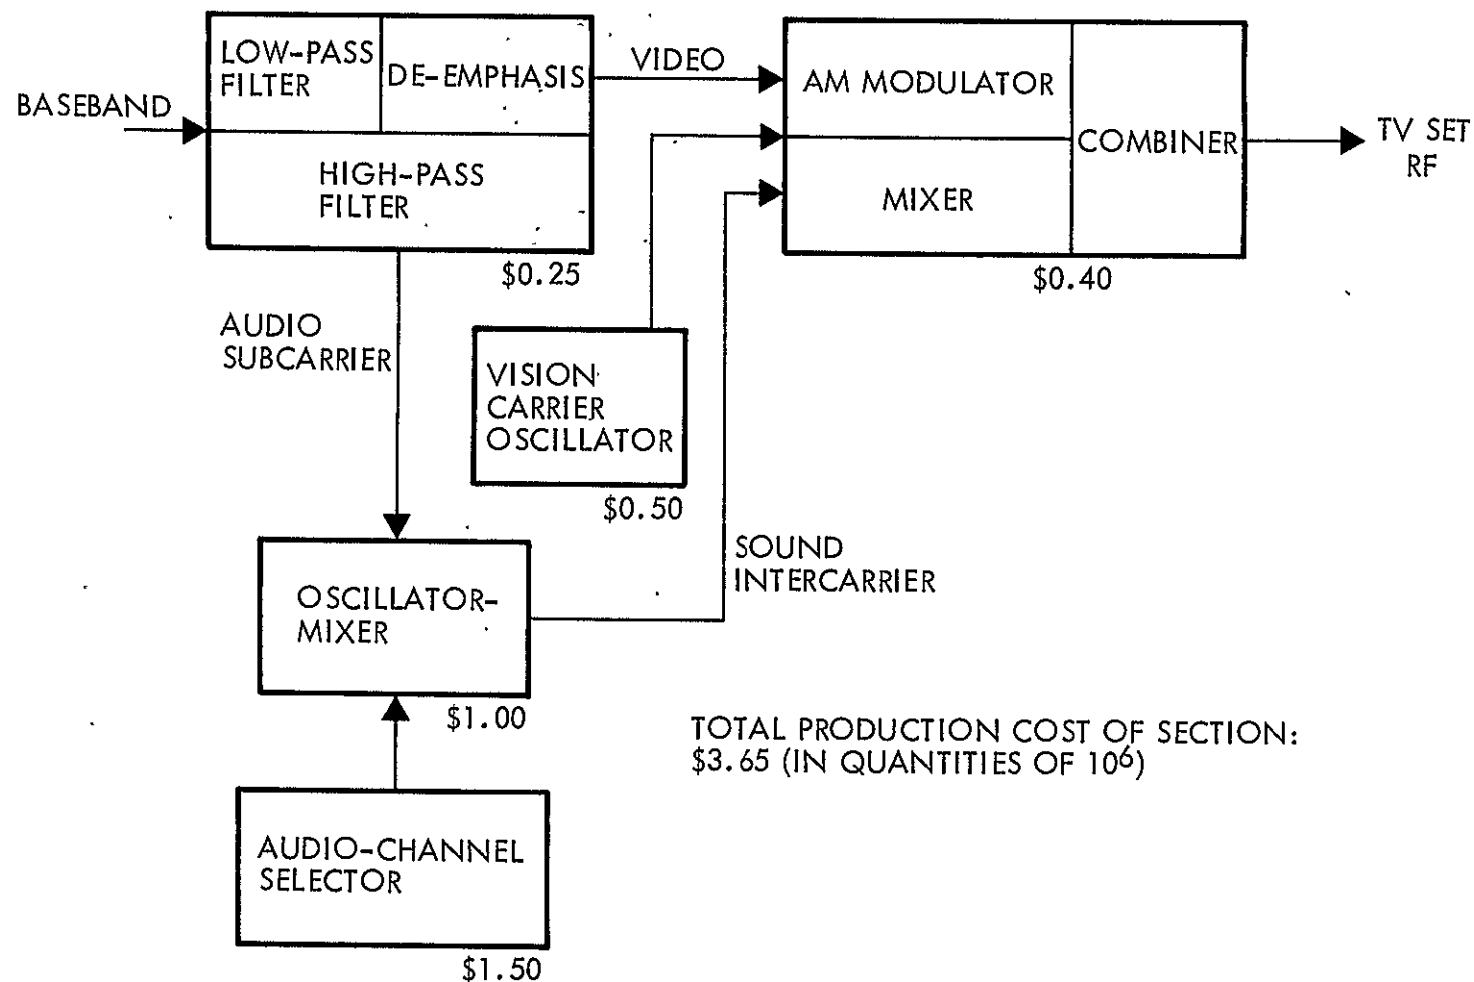 LOW-PASS
FILTER
DE-EMPHASIS
VIDEO
AM MODULATOR
BASEBAND
COMBINER
TV SET
RF
HIGH-PASS
FILTER
MIXER
$0.25
$0.40
AUDIO
SUBCARRIER
VISION
CARRIER
OSCILLATOR
$0.50
SOUND
INTERCARRIER
OSCILLATOR-
MIXER
$1.00
TOTAL PRODUCTION COST OF SECTION:
$3.65 (IN QUANTITIES OF 10⁶)
AUDIO-CHANNEL
SELECTOR
$1.50